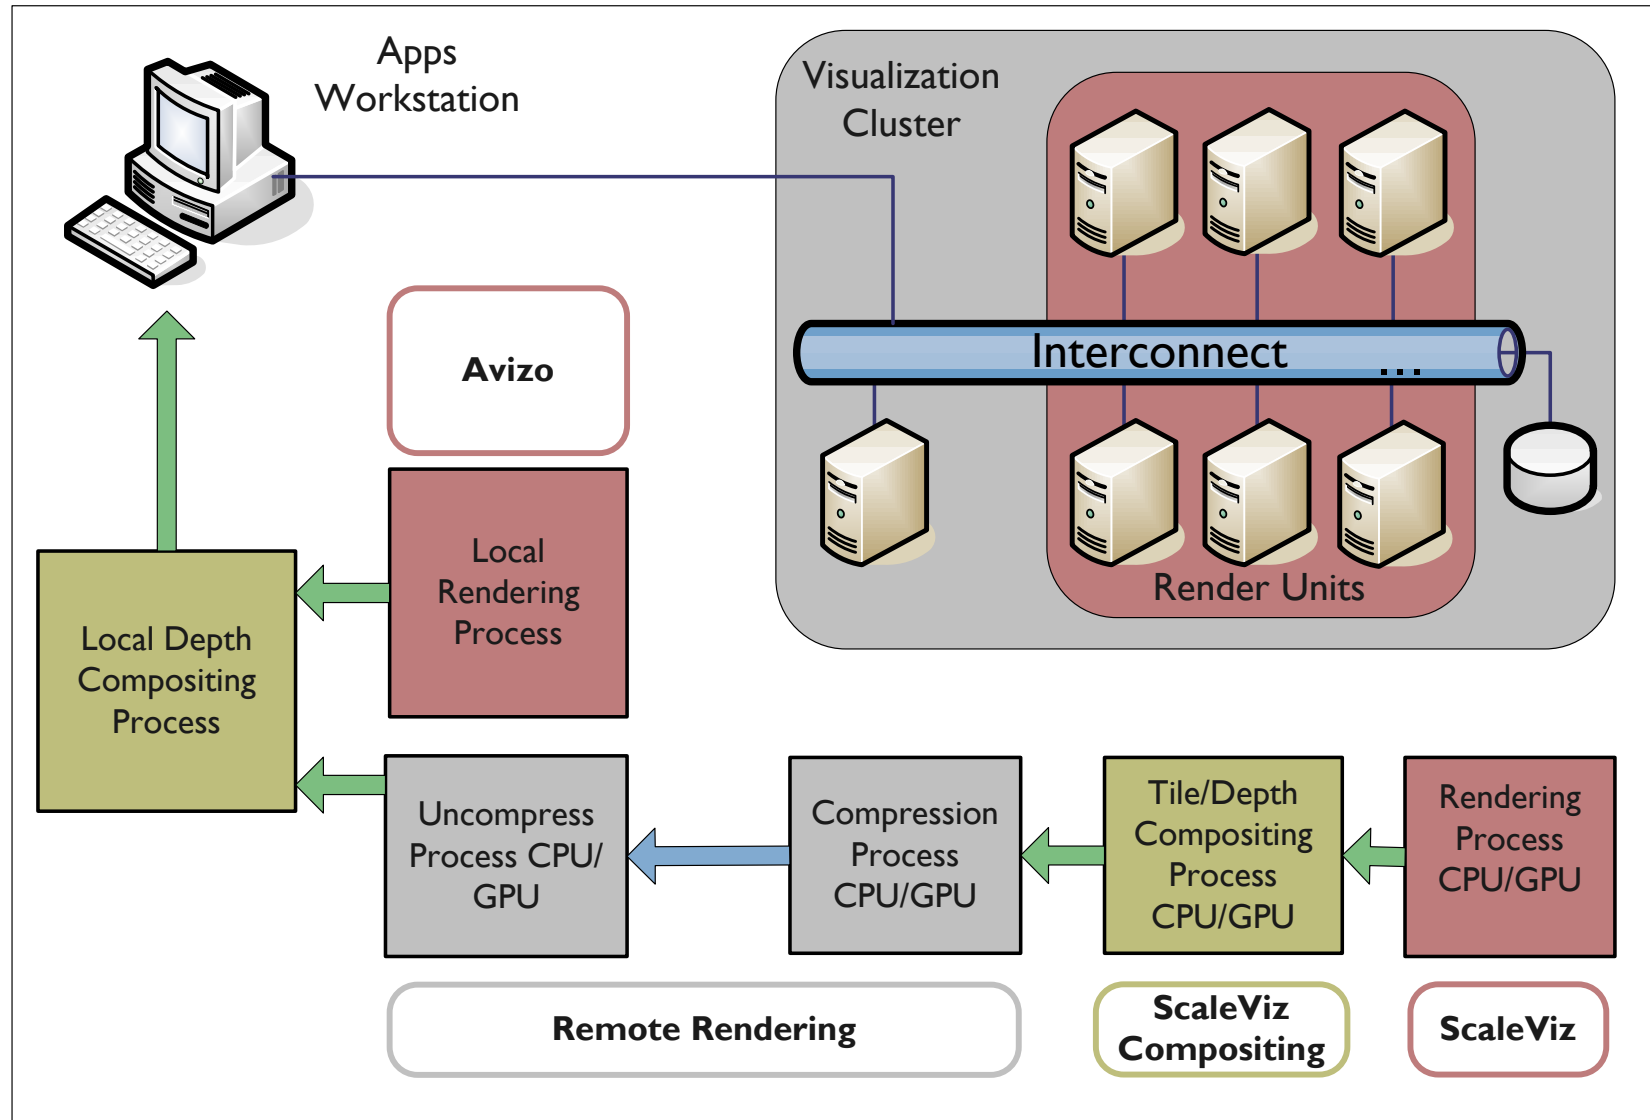 Apps
Workstation
Visualization
Cluster
Interconnect
...
Render Units
Avizo
Local
Rendering
Process
Local Depth
Compositing
Process
Uncompress
Process CPU/
GPU
Compression
Process
CPU/GPU
Tile/Depth
Compositing
Process
CPU/GPU
Rendering
Process
CPU/GPU
Remote Rendering
ScaleViz
Compositing
ScaleViz